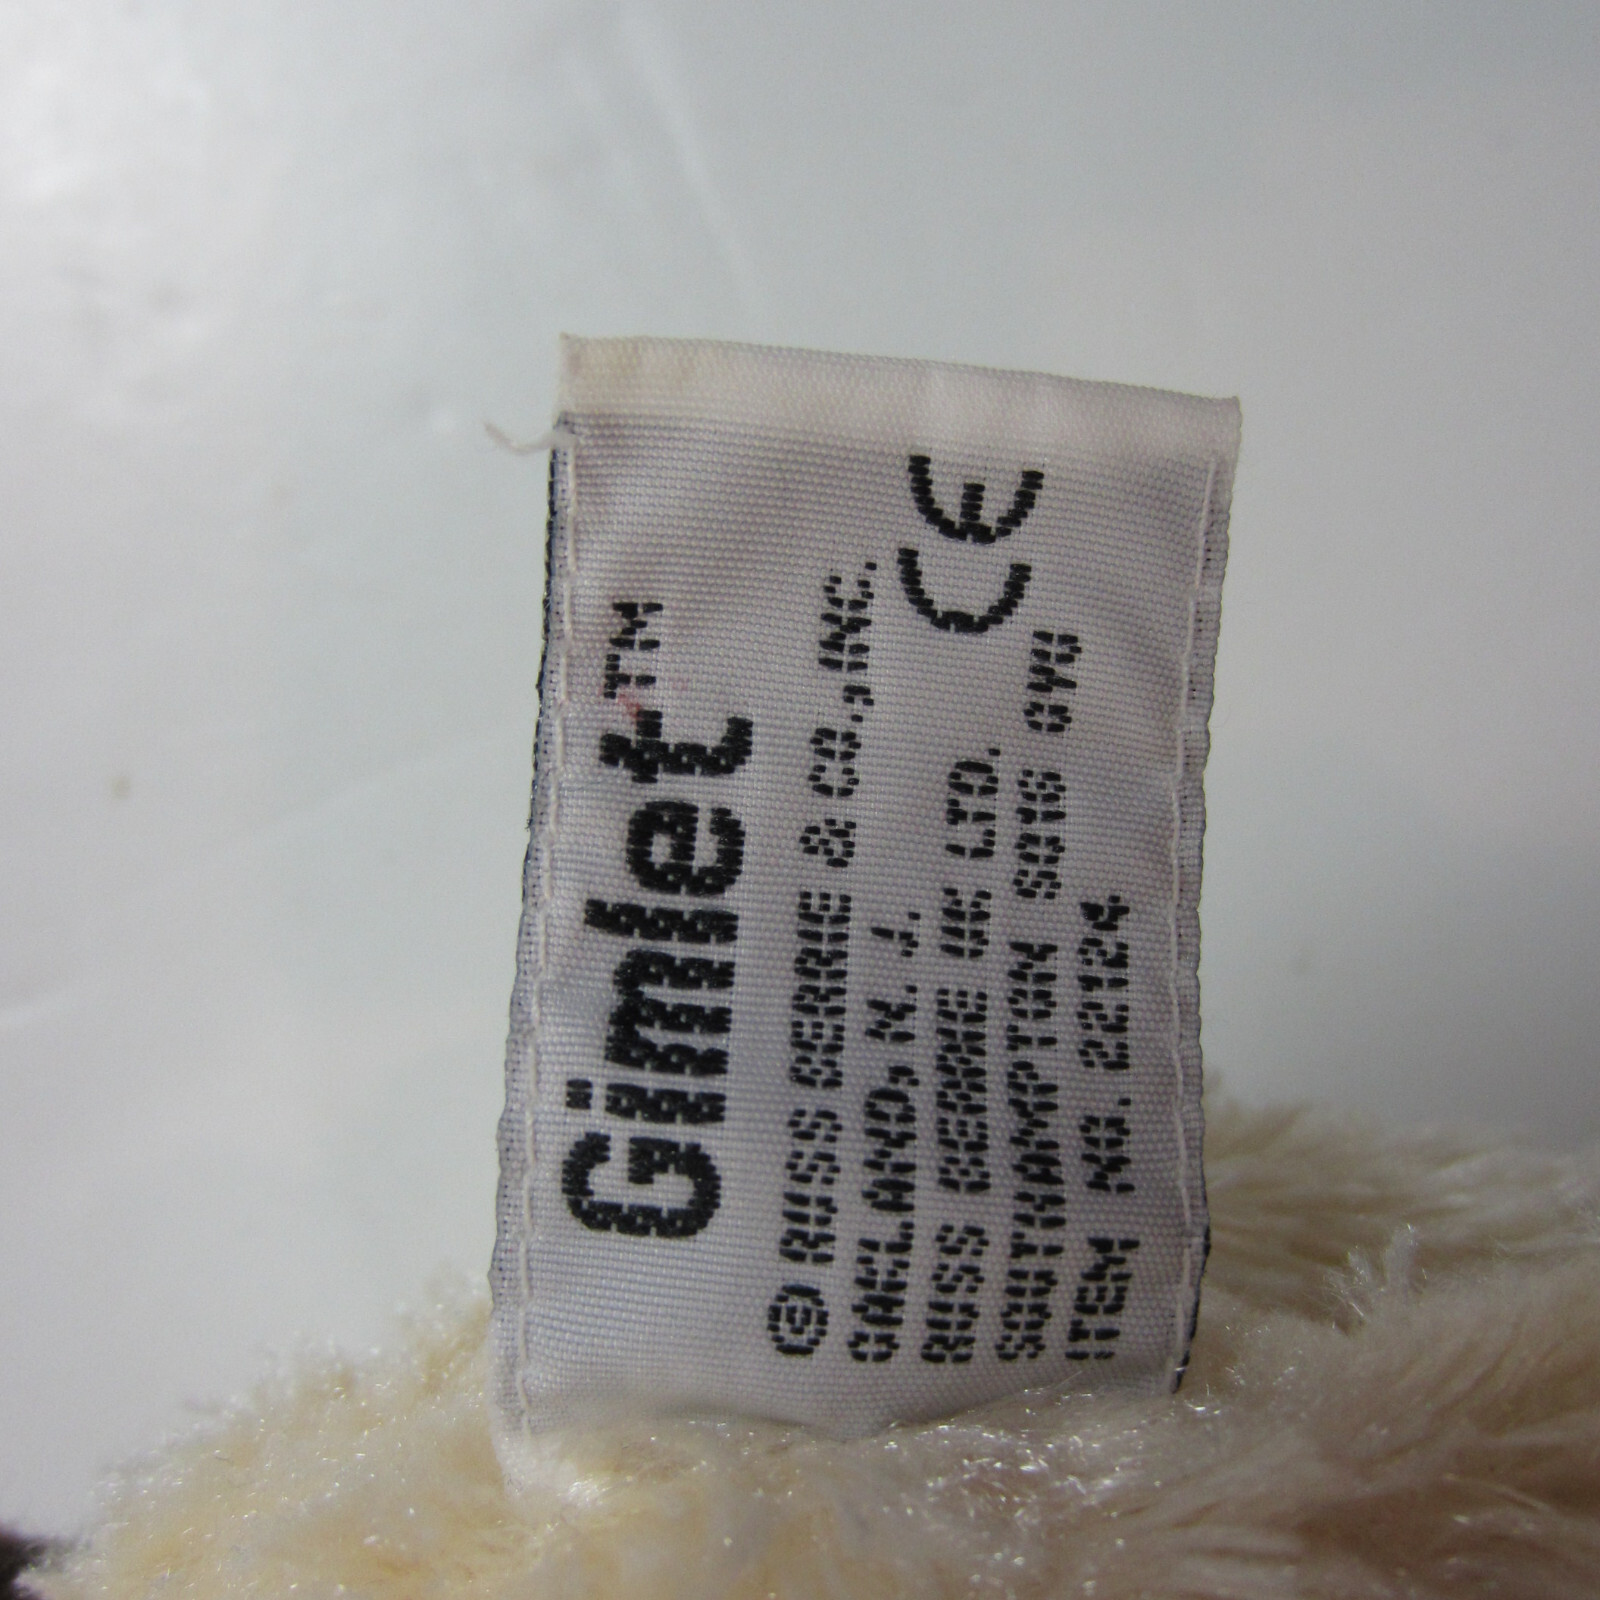 Gimlet™
© RUSS BERRIE & CO., INC.
OAKLAND, N. J.
RUSS BERRIE UK LTD.
CE
SOUTHAMPTON SO16 0YU
ITEM NO. 22124